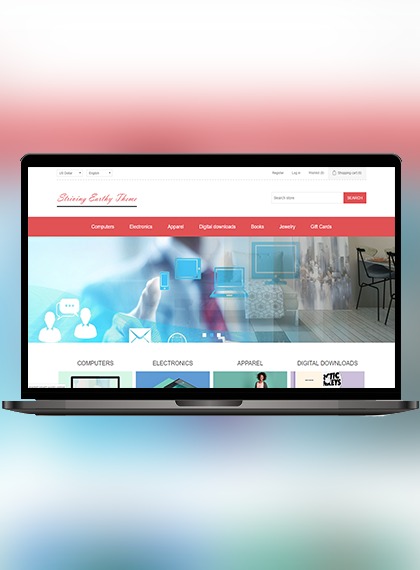 US Dollar English Register Log in Wishlist (0) Shopping cart (0)
Striving Earthy Theme Search store SEARCH
Computers Electronics Apparel Digital downloads Books Jewelry Gift Cards
COMPUTERS ELECTRONICS APPAREL DIGITAL DOWNLOADS